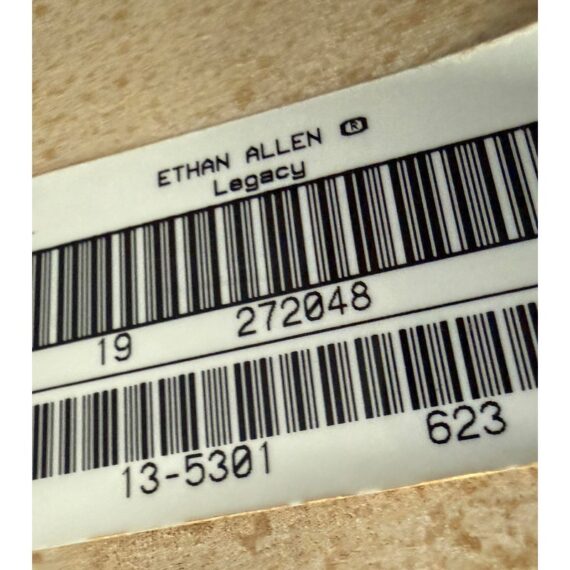 ETHAN ALLEN ®
Legacy
19 272048
13-5301 623